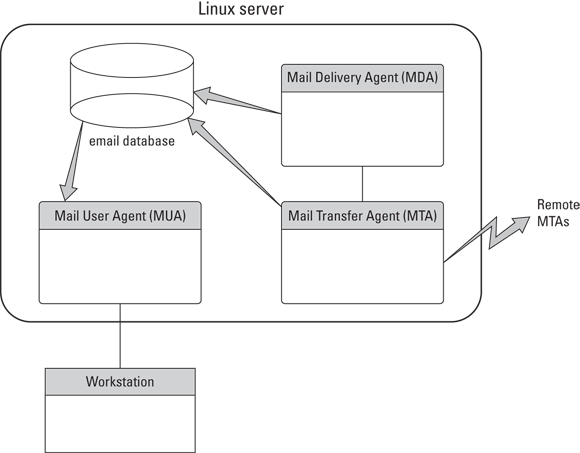 Linux server
Mail Delivery Agent (MDA)
email database
Mail User Agent (MUA)
Mail Transfer Agent (MTA)
Remote
MTAs
Workstation